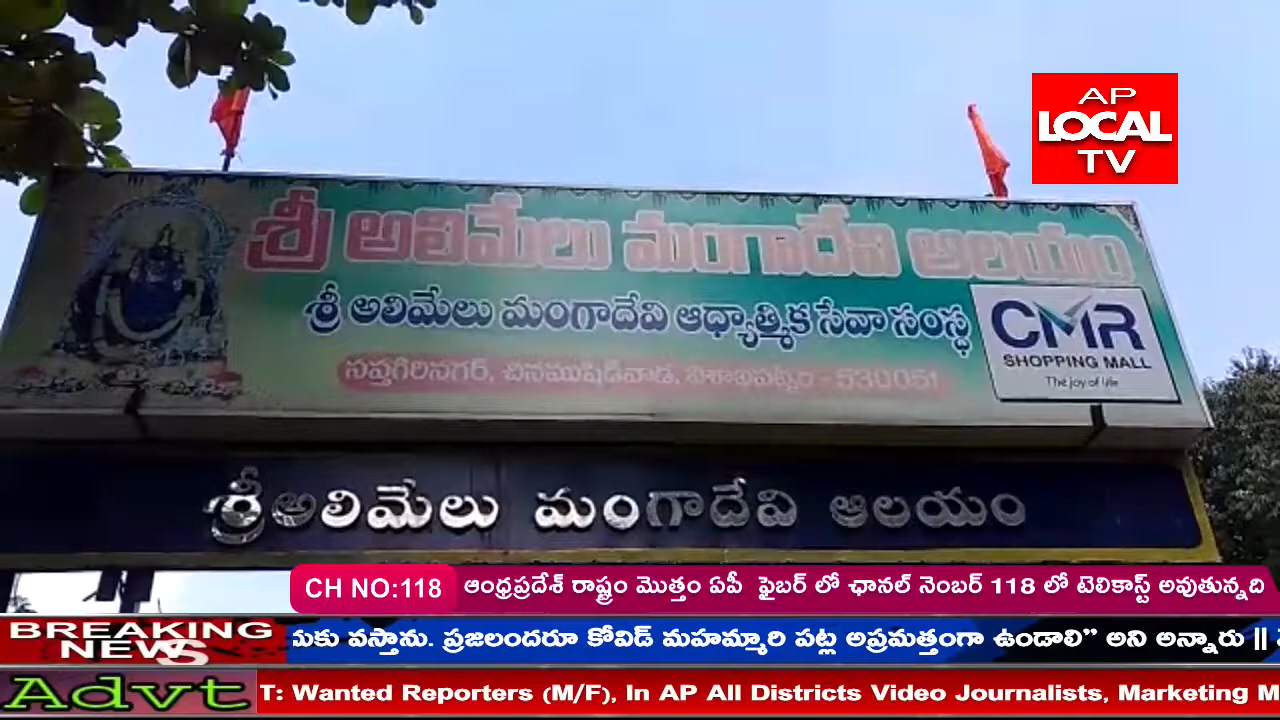 AP
LOCAL
TV
శ్రీ అలిమేలు మంగాదేవి ఆలయం
శ్రీ అలిమేలు మంగాదేవి ఆధ్యాత్మిక సేవా సంస్థ
CMR
SHOPPING MALL
The joy of life
సప్తగిరినగర్, చినముషిడివాడ, విశాఖపట్నం - 530051
శ్రీ అలిమేలు మంగాదేవి ఆలయం
CH NO:118 ఆంధ్రప్రదేశ్ రాష్ట్రం మొత్తం ఏపీ ఫైబర్ లో ఛానల్ నెంబర్ 118 లో టెలికాస్ట్ అవుతున్నది
BREAKING
NEWS
వస్తాను. ప్రజలందరూ కోవిడ్ మహమ్మారి పట్ల అప్రమత్తంగా ఉండాలి” అని అన్నారు ||
Advt
T: Wanted Reporters (M/F), In AP All Districts Video Journalists, Marketing M